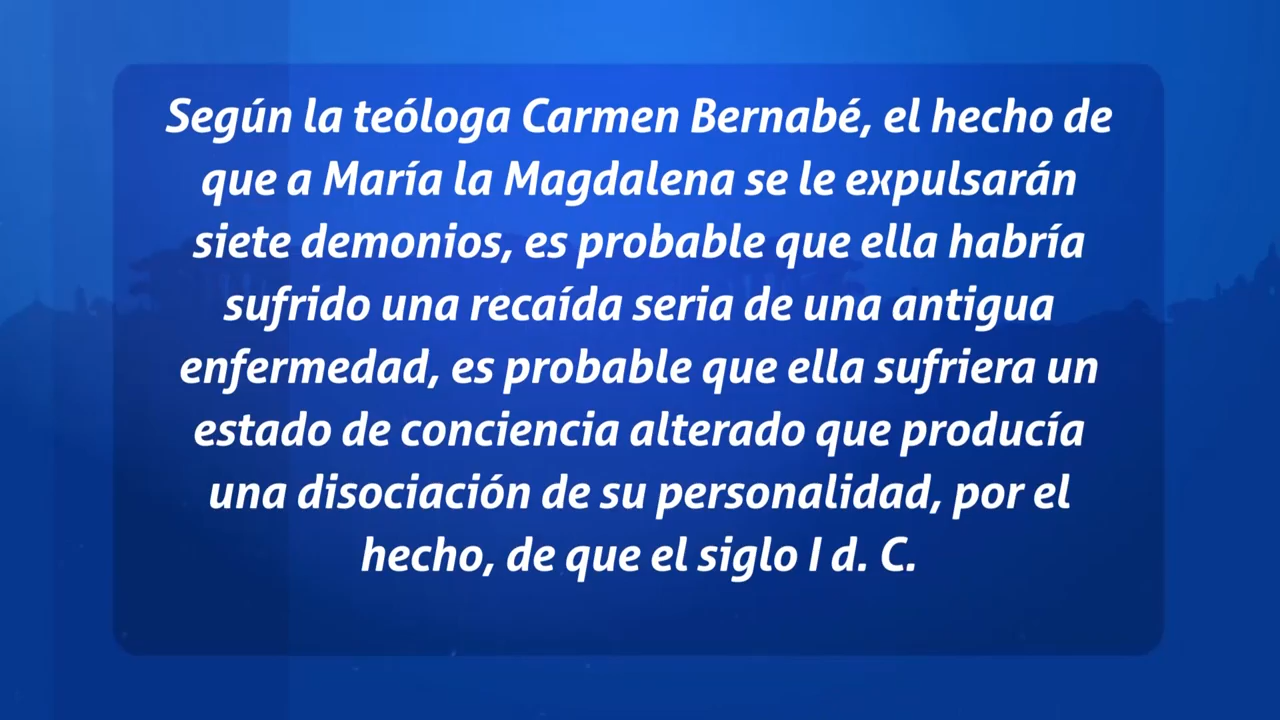 Según la teóloga Carmen Bernabé, el hecho de
que a María la Magdalena se le expulsarán
siete demonios, es probable que ella habría
sufrido una recaída seria de una antigua
enfermedad, es probable que ella sufriera un
estado de conciencia alterado que producía
una disociación de su personalidad, por el
hecho, de que el siglo I d. C.